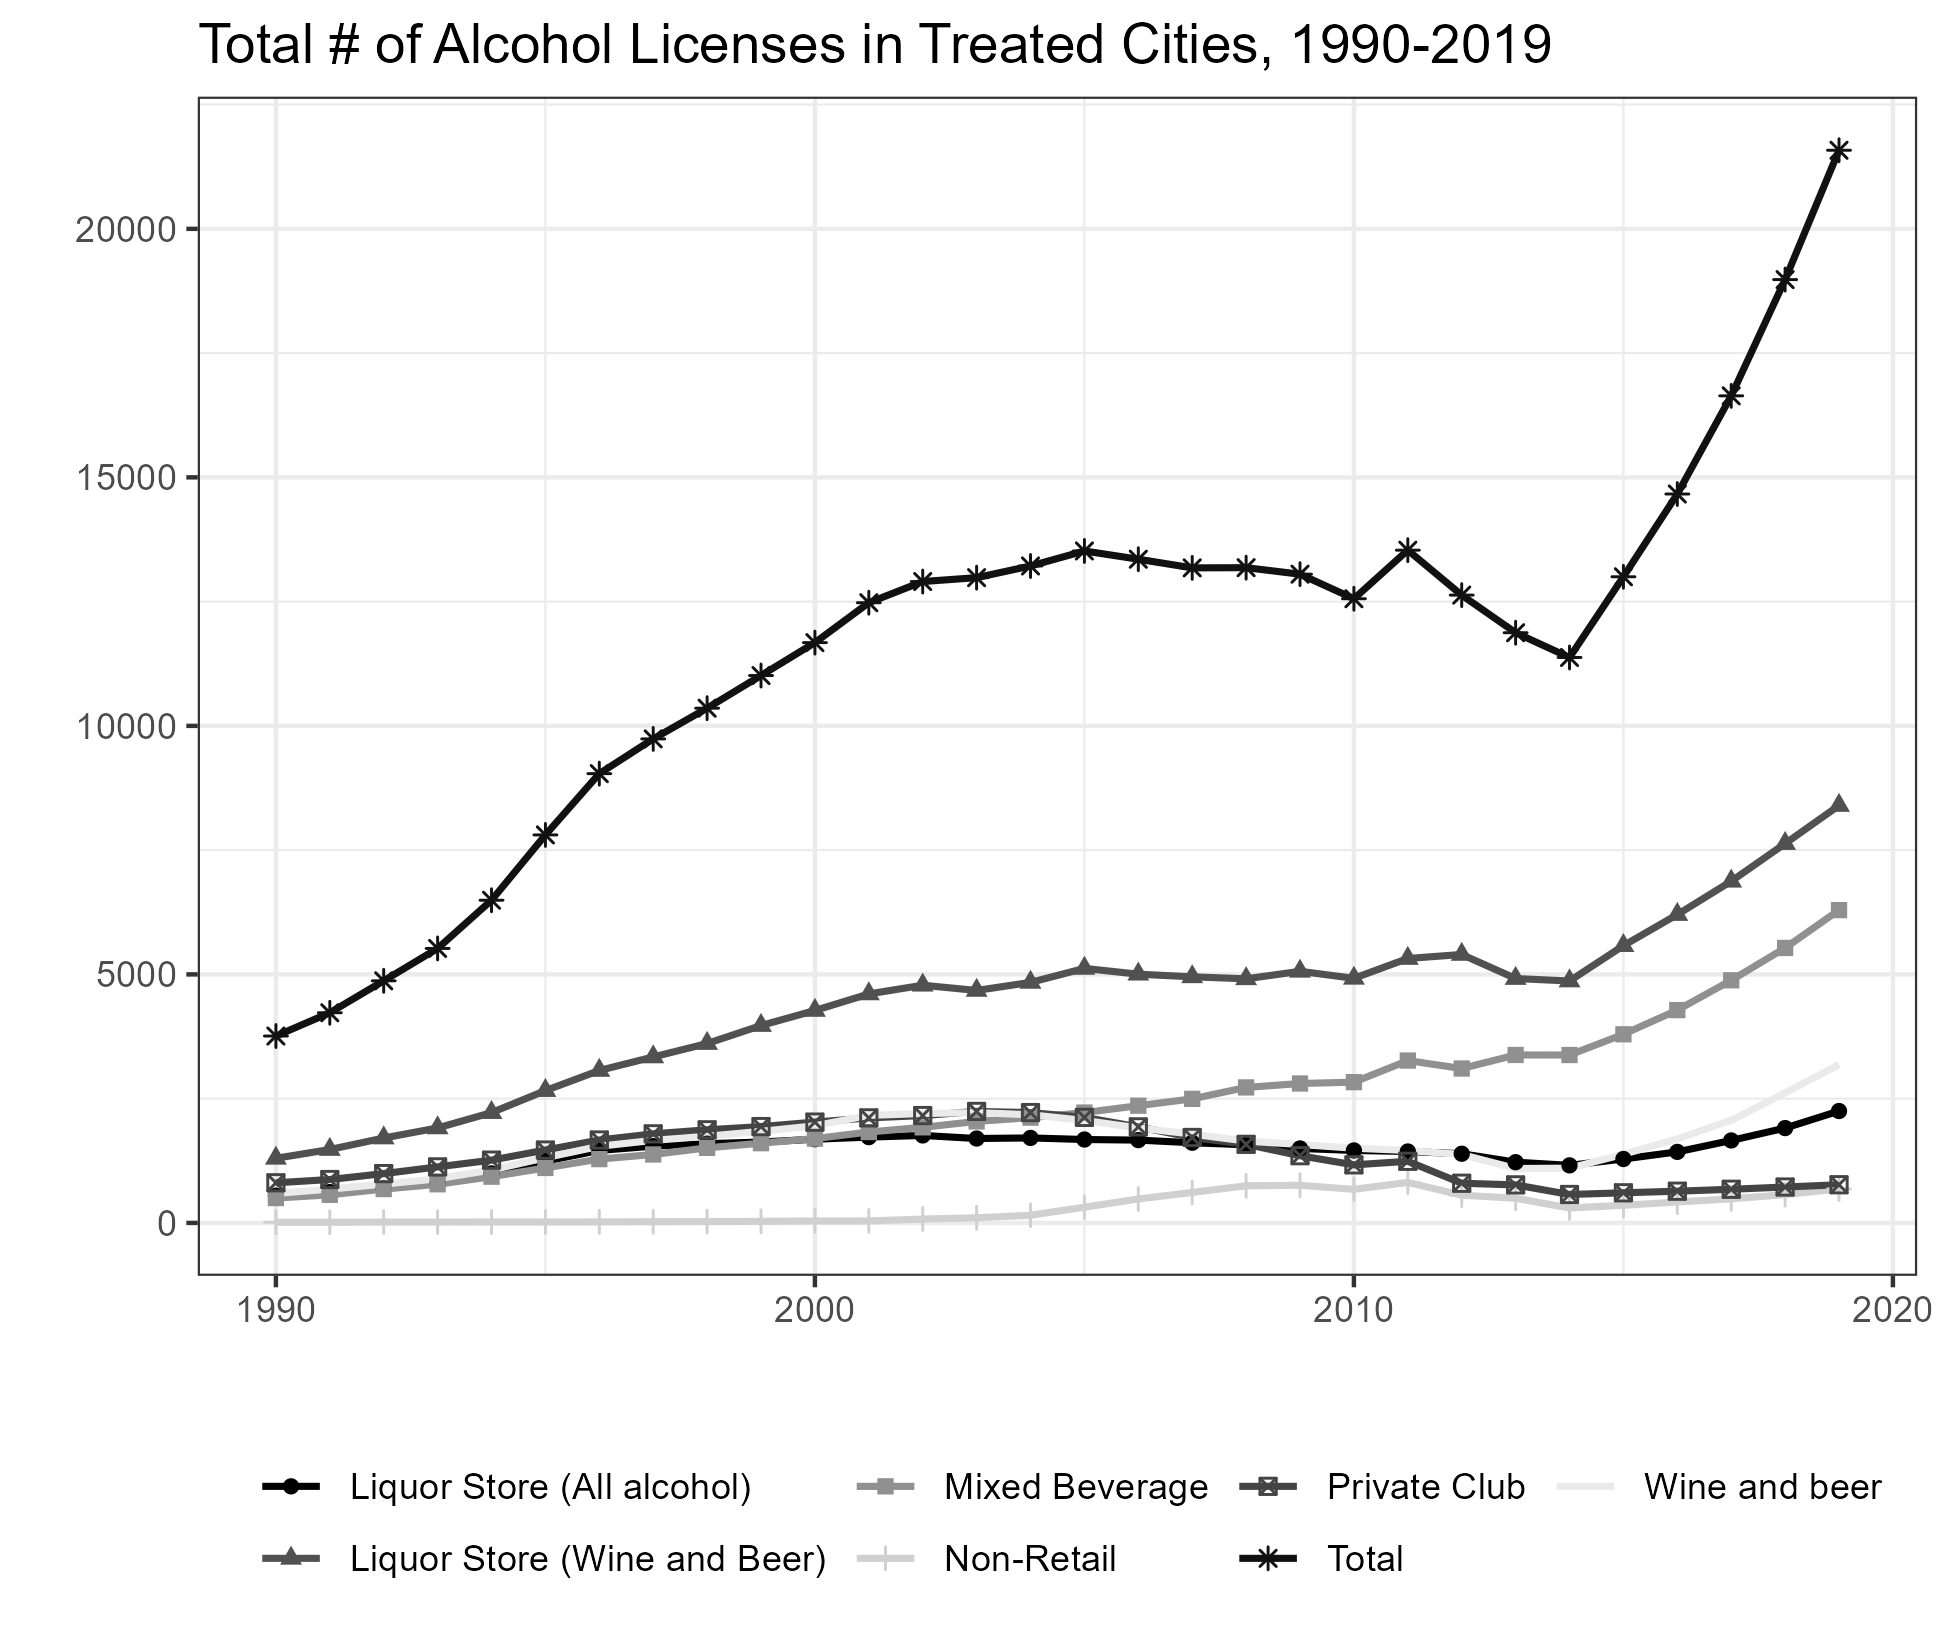 Total # of Alcohol Licenses in Treated Cities, 1990-2019
20000
15000
10000
5000
0
1990 2000 2010 2020
Liquor Store (All alcohol) Mixed Beverage Private Club Wine and beer
Liquor Store (Wine and Beer) Non-Retail Total